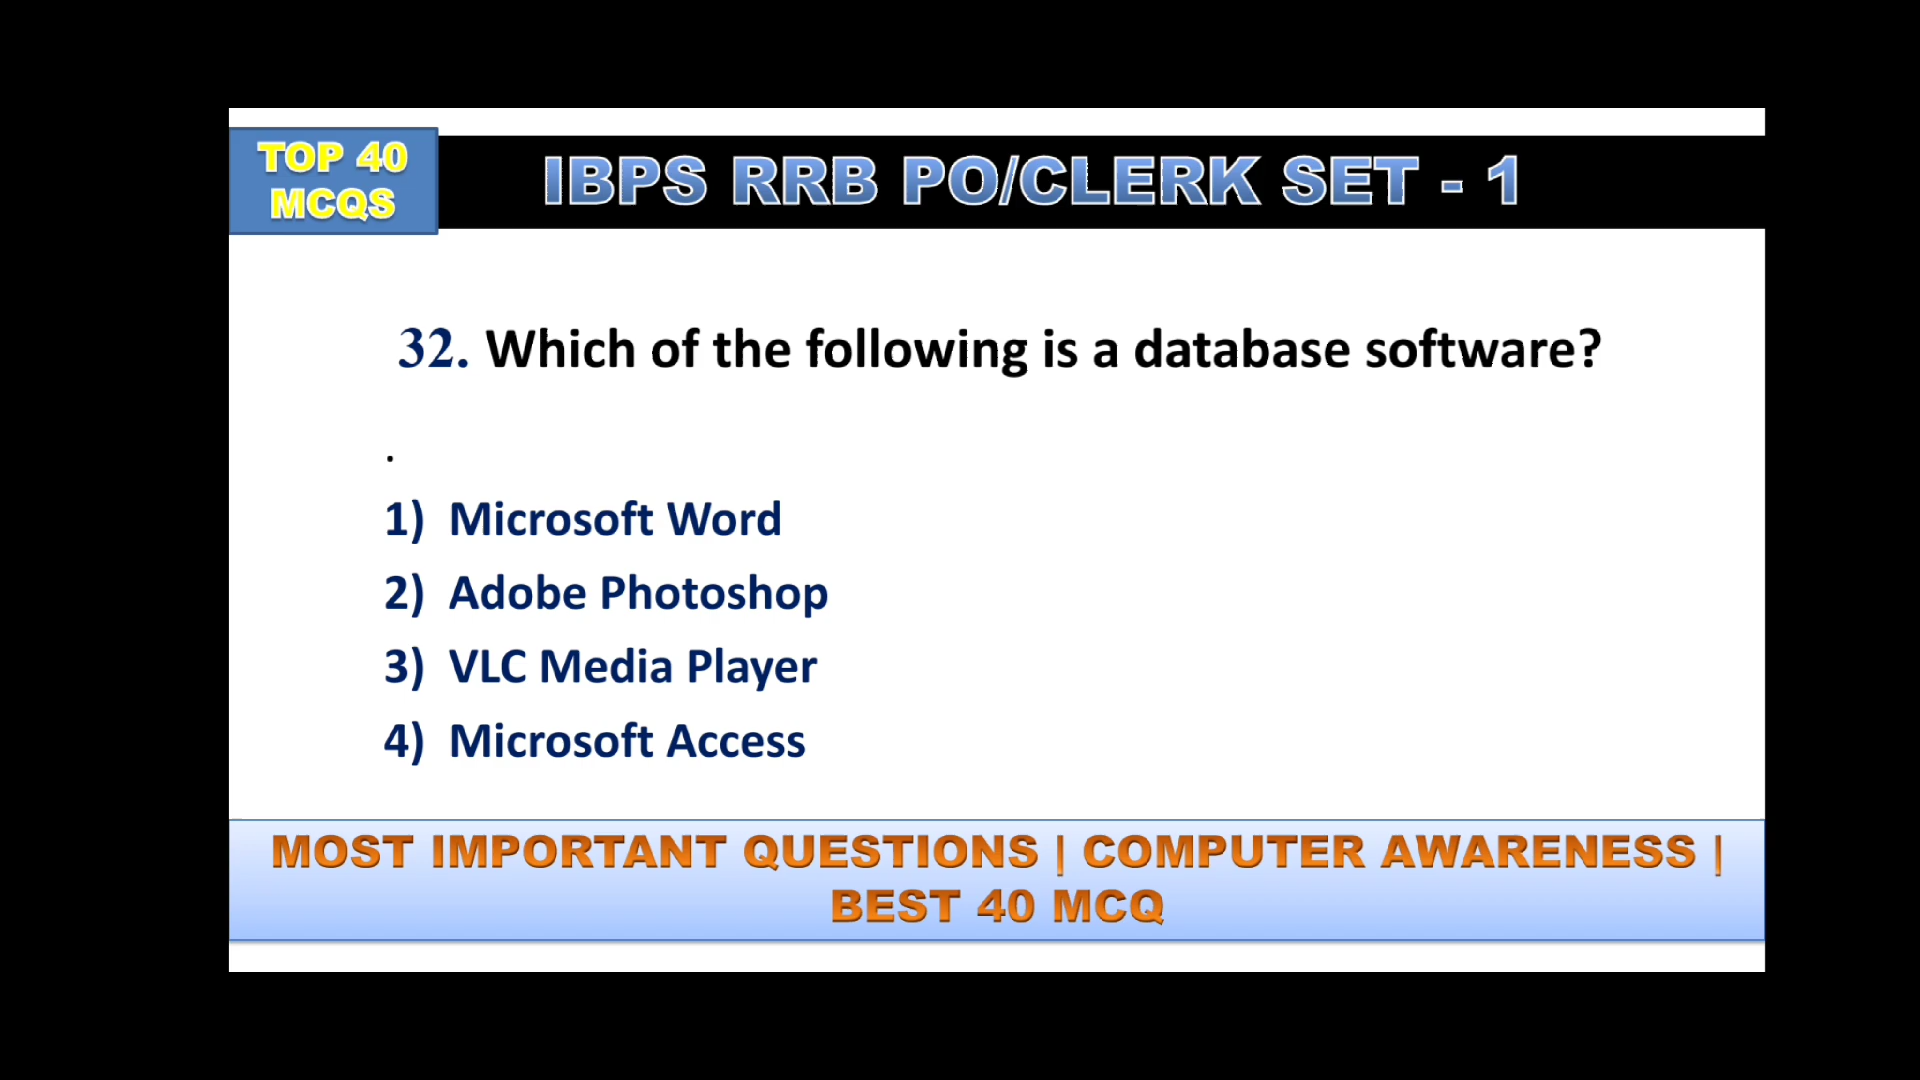 TOP 40
MCQS
IBPS RRB PO/CLERK SET - 1
32. Which of the following is a database software?
.
1) Microsoft Word
2) Adobe Photoshop
3) VLC Media Player
4) Microsoft Access
MOST IMPORTANT QUESTIONS | COMPUTER AWARENESS |
BEST 40 MCQ